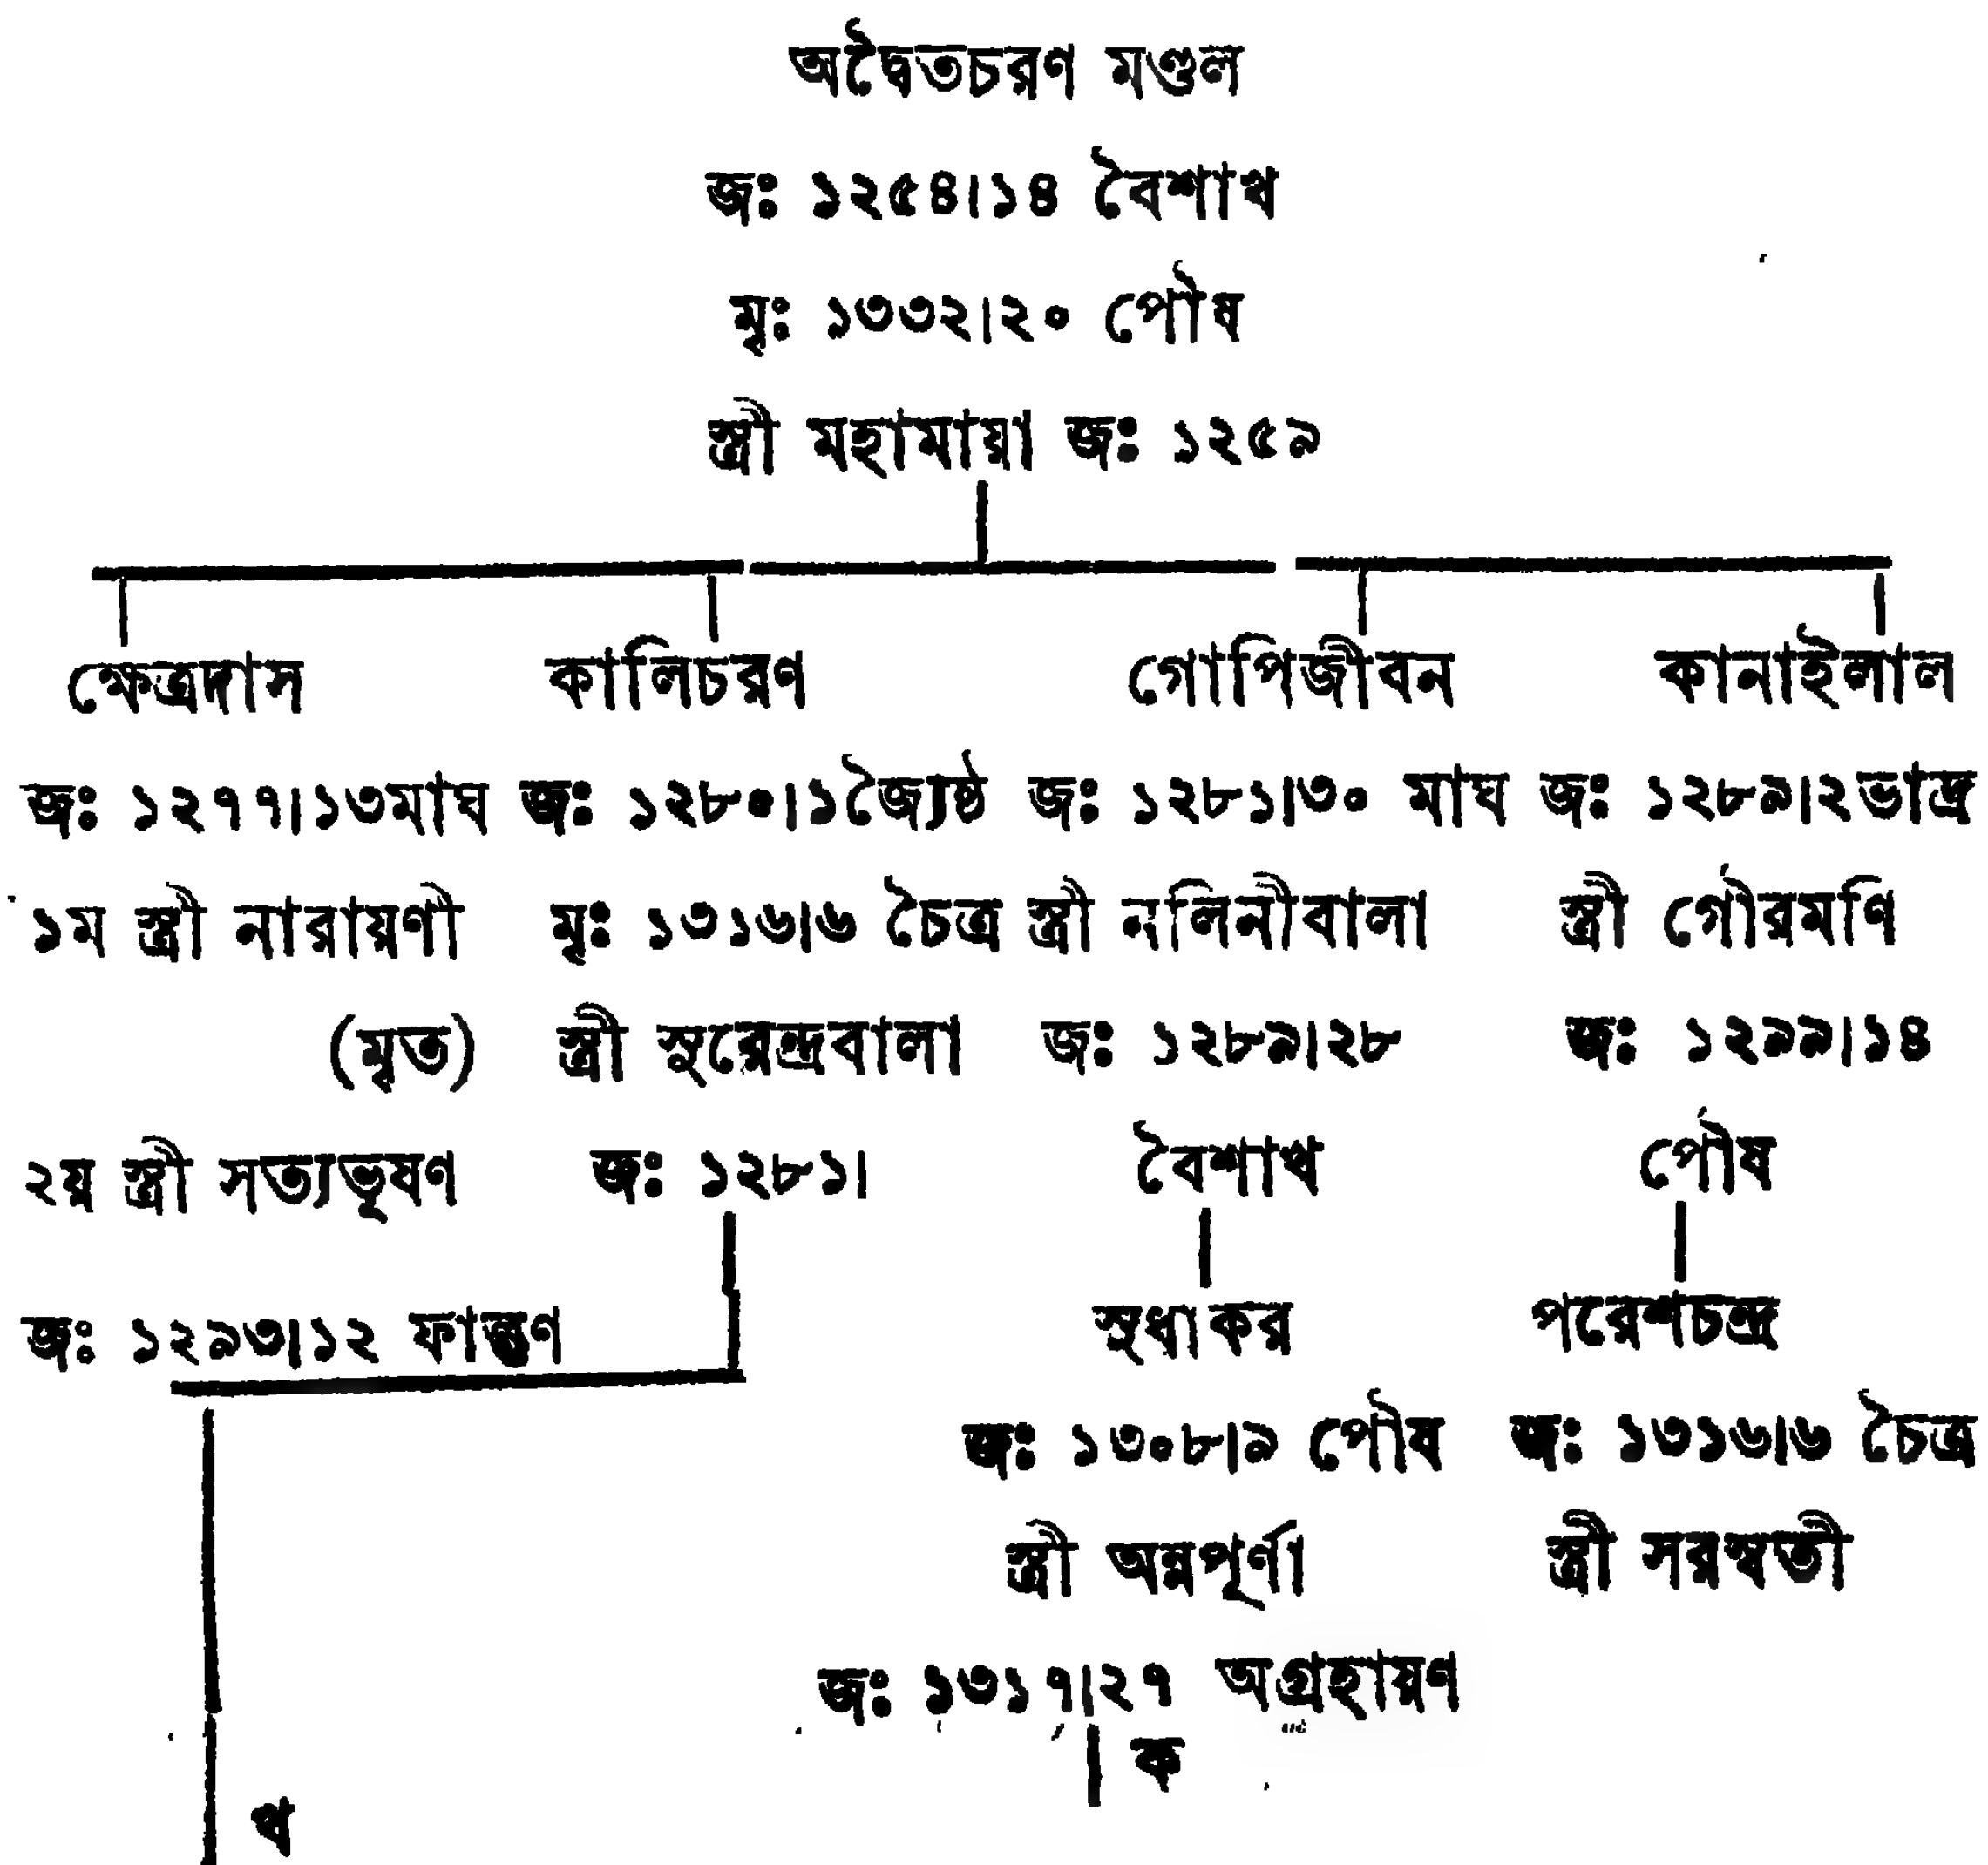 অদ্বৈতচরণ মণ্ডল
জঃ ১২৫৪।১৪ বৈশাখ
মৃঃ ১৩৩২।২০ পৌষ
স্ত্রী মহামায়া জঃ ১২৫৯
ক্ষেত্রদাস কালিচরণ গোপিজীবন কানাইলাল
জঃ ১২৭৭।১৩মাঘ জঃ ১২৮০।১জ্যৈষ্ঠ জঃ ১২৮১।৩০ মাঘ জঃ ১২৮৯।২ভাদ্র
১ম স্ত্রী নারায়ণী মৃঃ ১৩১৬।৬ চৈত্র স্ত্রী নলিনীবালা স্ত্রী গৌরমণি
(মৃত) স্ত্রী সুরেন্দ্রবালা জঃ ১২৮৯।২৮ জঃ ১২৯৯।১৪
২য় স্ত্রী সত্যভূষণ জঃ ১২৮১। বৈশাখ পৌষ
জঃ ১২৯৩।১২ ফাল্গুণ সুধাকর পরেশচন্দ্র
জঃ ১৩০৮।৯ পৌষ জঃ ১৩১৬।৬ চৈত্র
স্ত্রী অন্নপূর্ণা স্ত্রী সরস্বতী
জঃ ১৩১৭।২৭ অগ্রহায়ণ
ক
খ